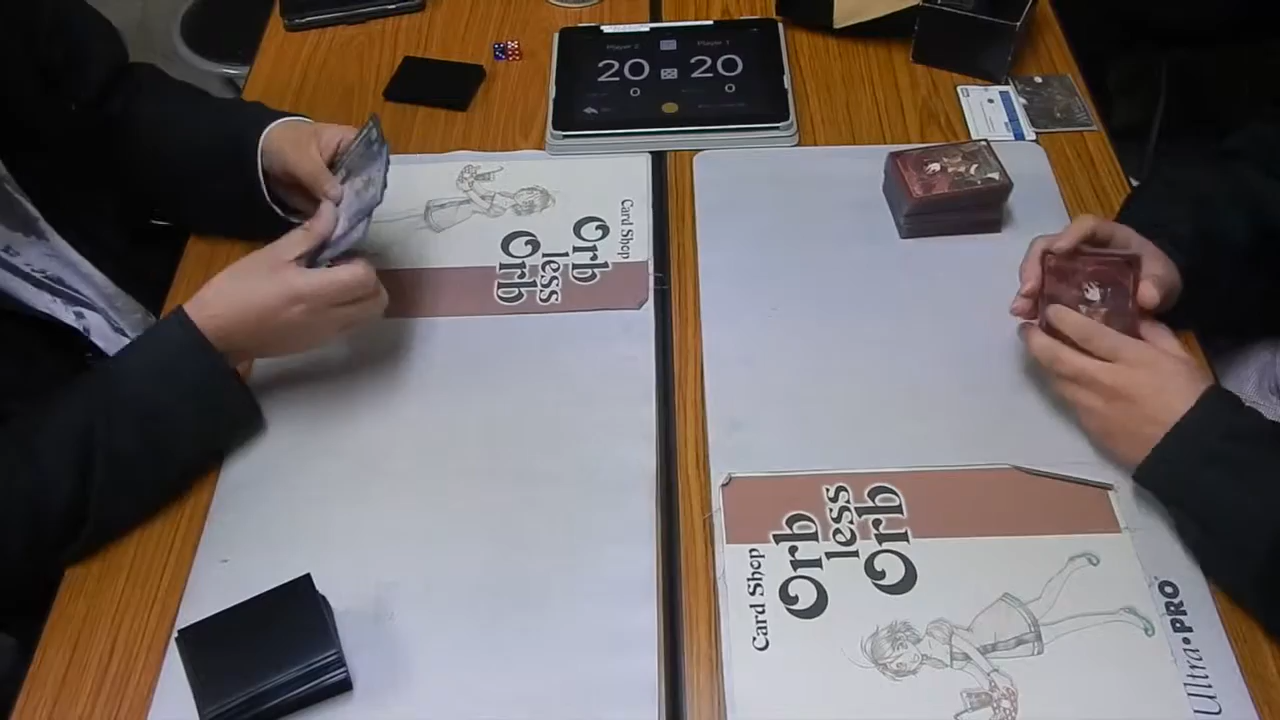 Player 2
Player 1
20
20
0
0
Card Shop
Orb
less
Orb
Card Shop
Orb
less
Orb
Ultra•PRO